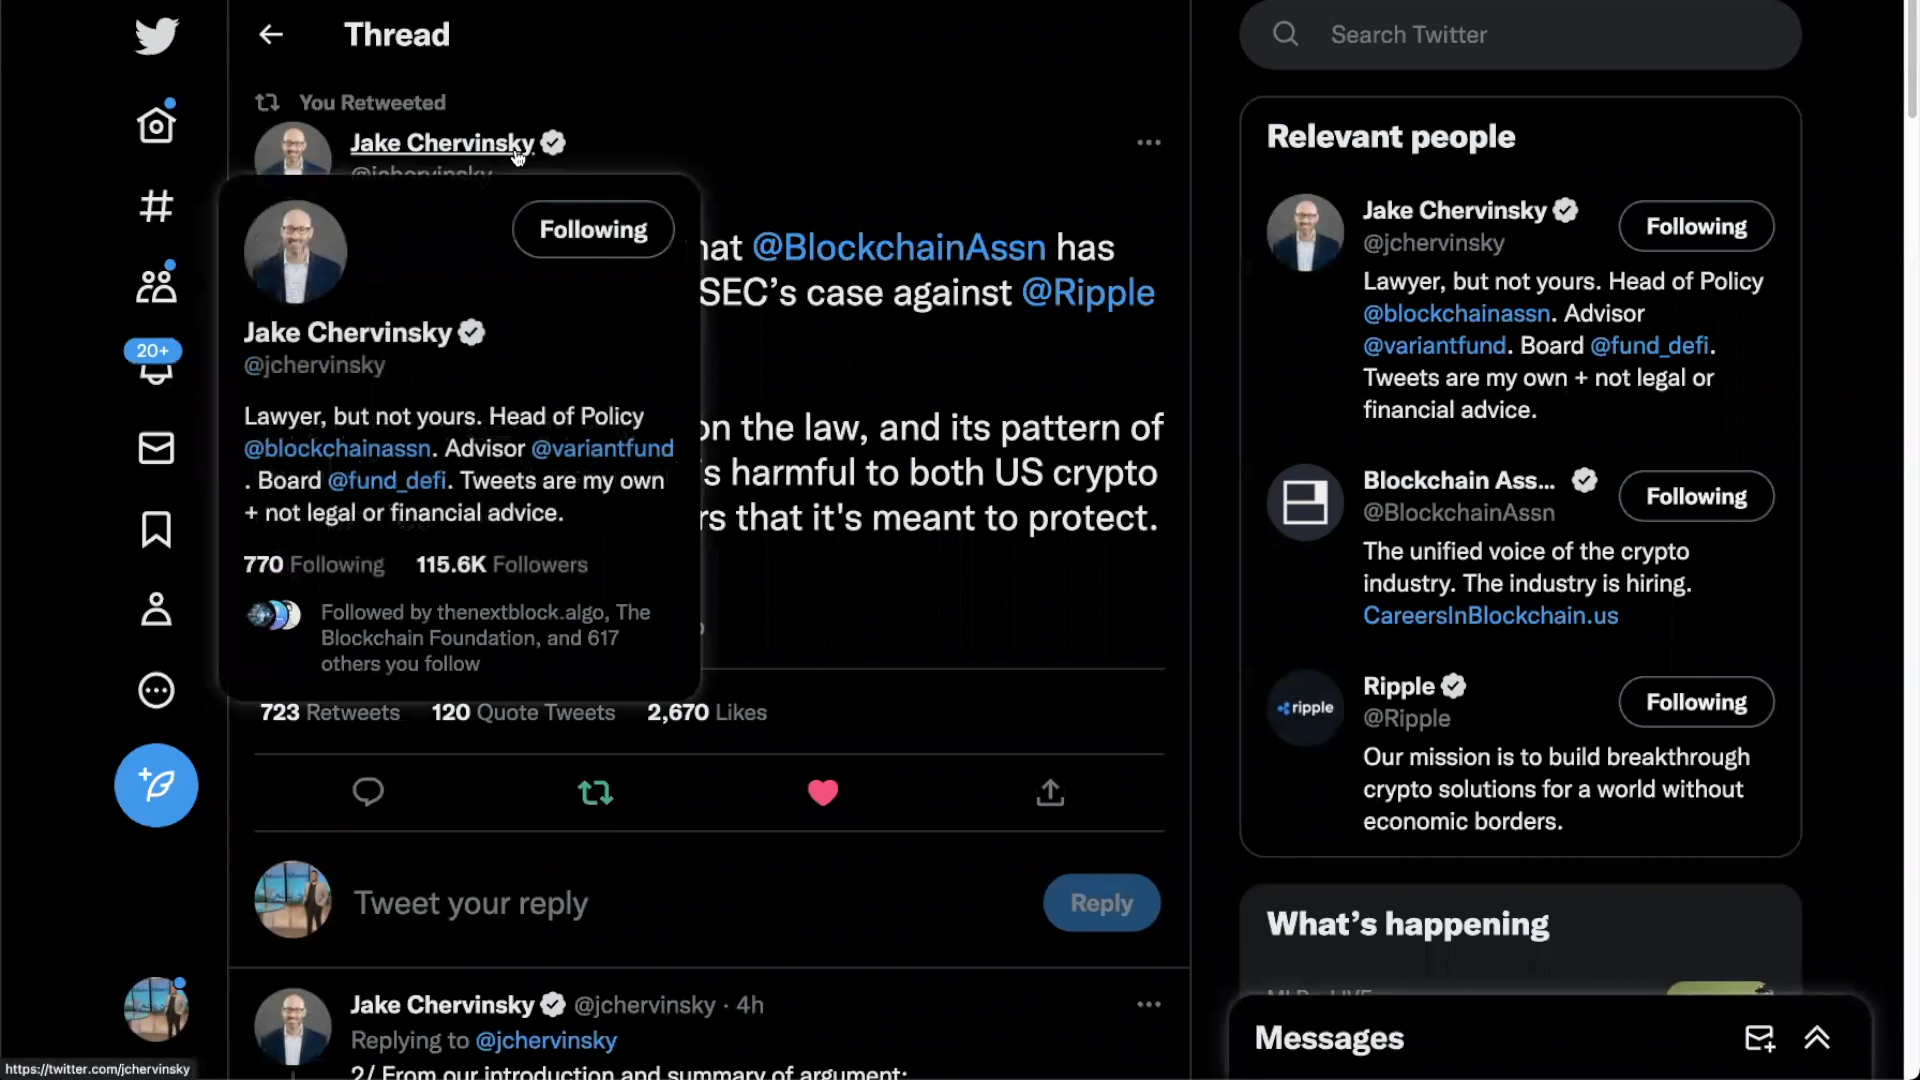 Thread
Search Twitter
You Retweeted
Jake Chervinsky
@jchervinsky
Following
Jake Chervinsky
@jchervinsky
Lawyer, but not yours. Head of Policy
@blockchainassn. Advisor @variantfund
. Board @fund_defi. Tweets are my own
+ not legal or financial advice.
770 Following 115.6K Followers
Followed by thenextblock.algo, The
Blockchain Foundation, and 617
others you follow
@BlockchainAssn has
SEC’s case against @Ripple
on the law, and its pattern of
harmful to both US crypto
that it's meant to protect.
723 Retweets 120 Quote Tweets 2,670 Likes
20+
Tweet your reply
Reply
Jake Chervinsky @jchervinsky · 4h
Replying to @jchervinsky
2/ From our introduction and summary of argument:
https://twitter.com/jchervinsky
Relevant people
Jake Chervinsky
@jchervinsky
Following
Lawyer, but not yours. Head of Policy
@blockchainassn. Advisor
@variantfund. Board @fund_defi.
Tweets are my own + not legal or
financial advice.
Blockchain Ass...
@BlockchainAssn
Following
The unified voice of the crypto
industry. The industry is hiring.
CareersInBlockchain.us
Ripple
@Ripple
Following
ripple
Our mission is to build breakthrough
crypto solutions for a world without
economic borders.
What’s happening
Messages